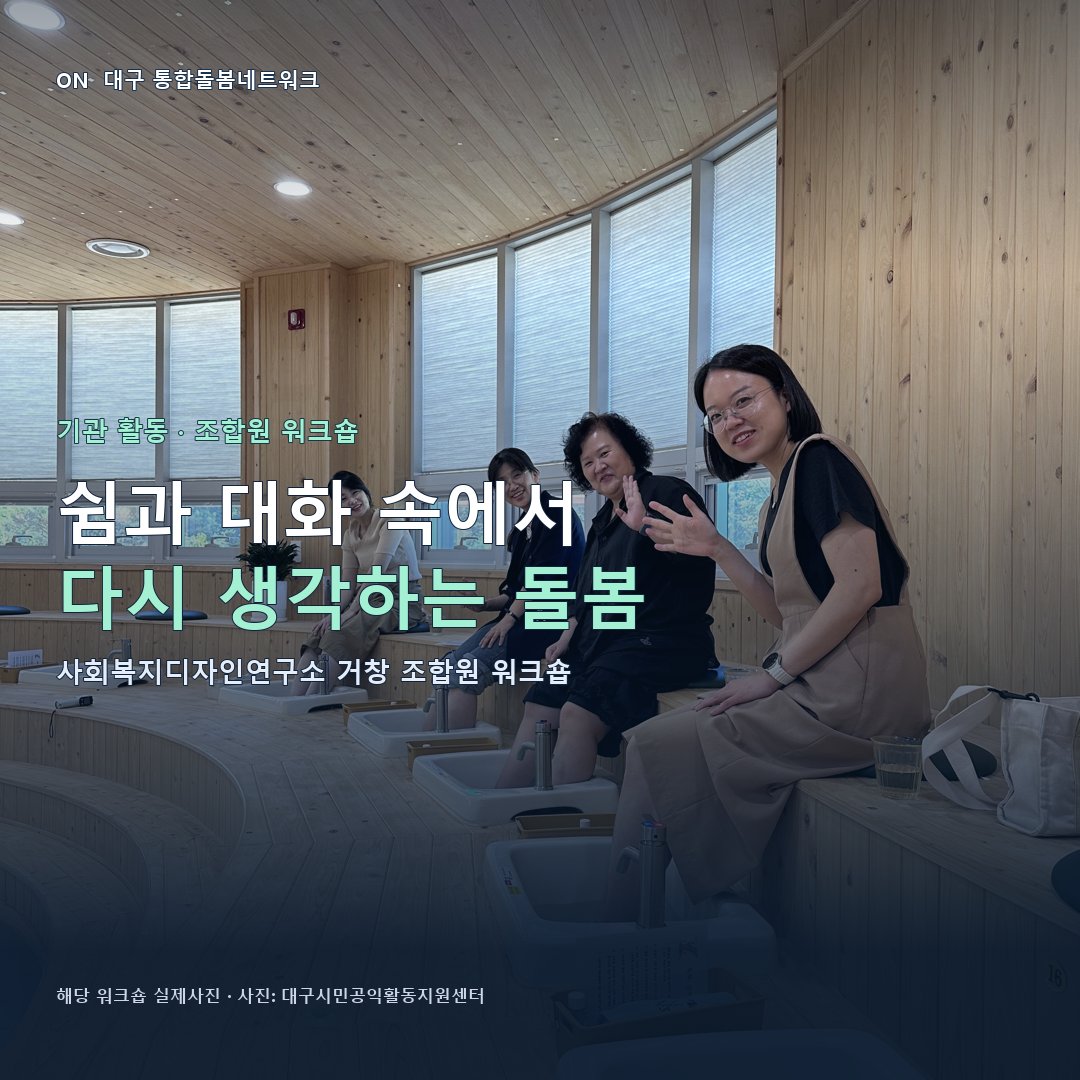 ON 대구 통합돌봄네트워크
기관 활동 · 조합원 워크숍
쉼과 대화 속에서
다시 생각하는 돌봄
사회복지디자인연구소 거창 조합원 워크숍
해당 워크숍 실제사진 · 사진: 대구시민공익활동지원센터